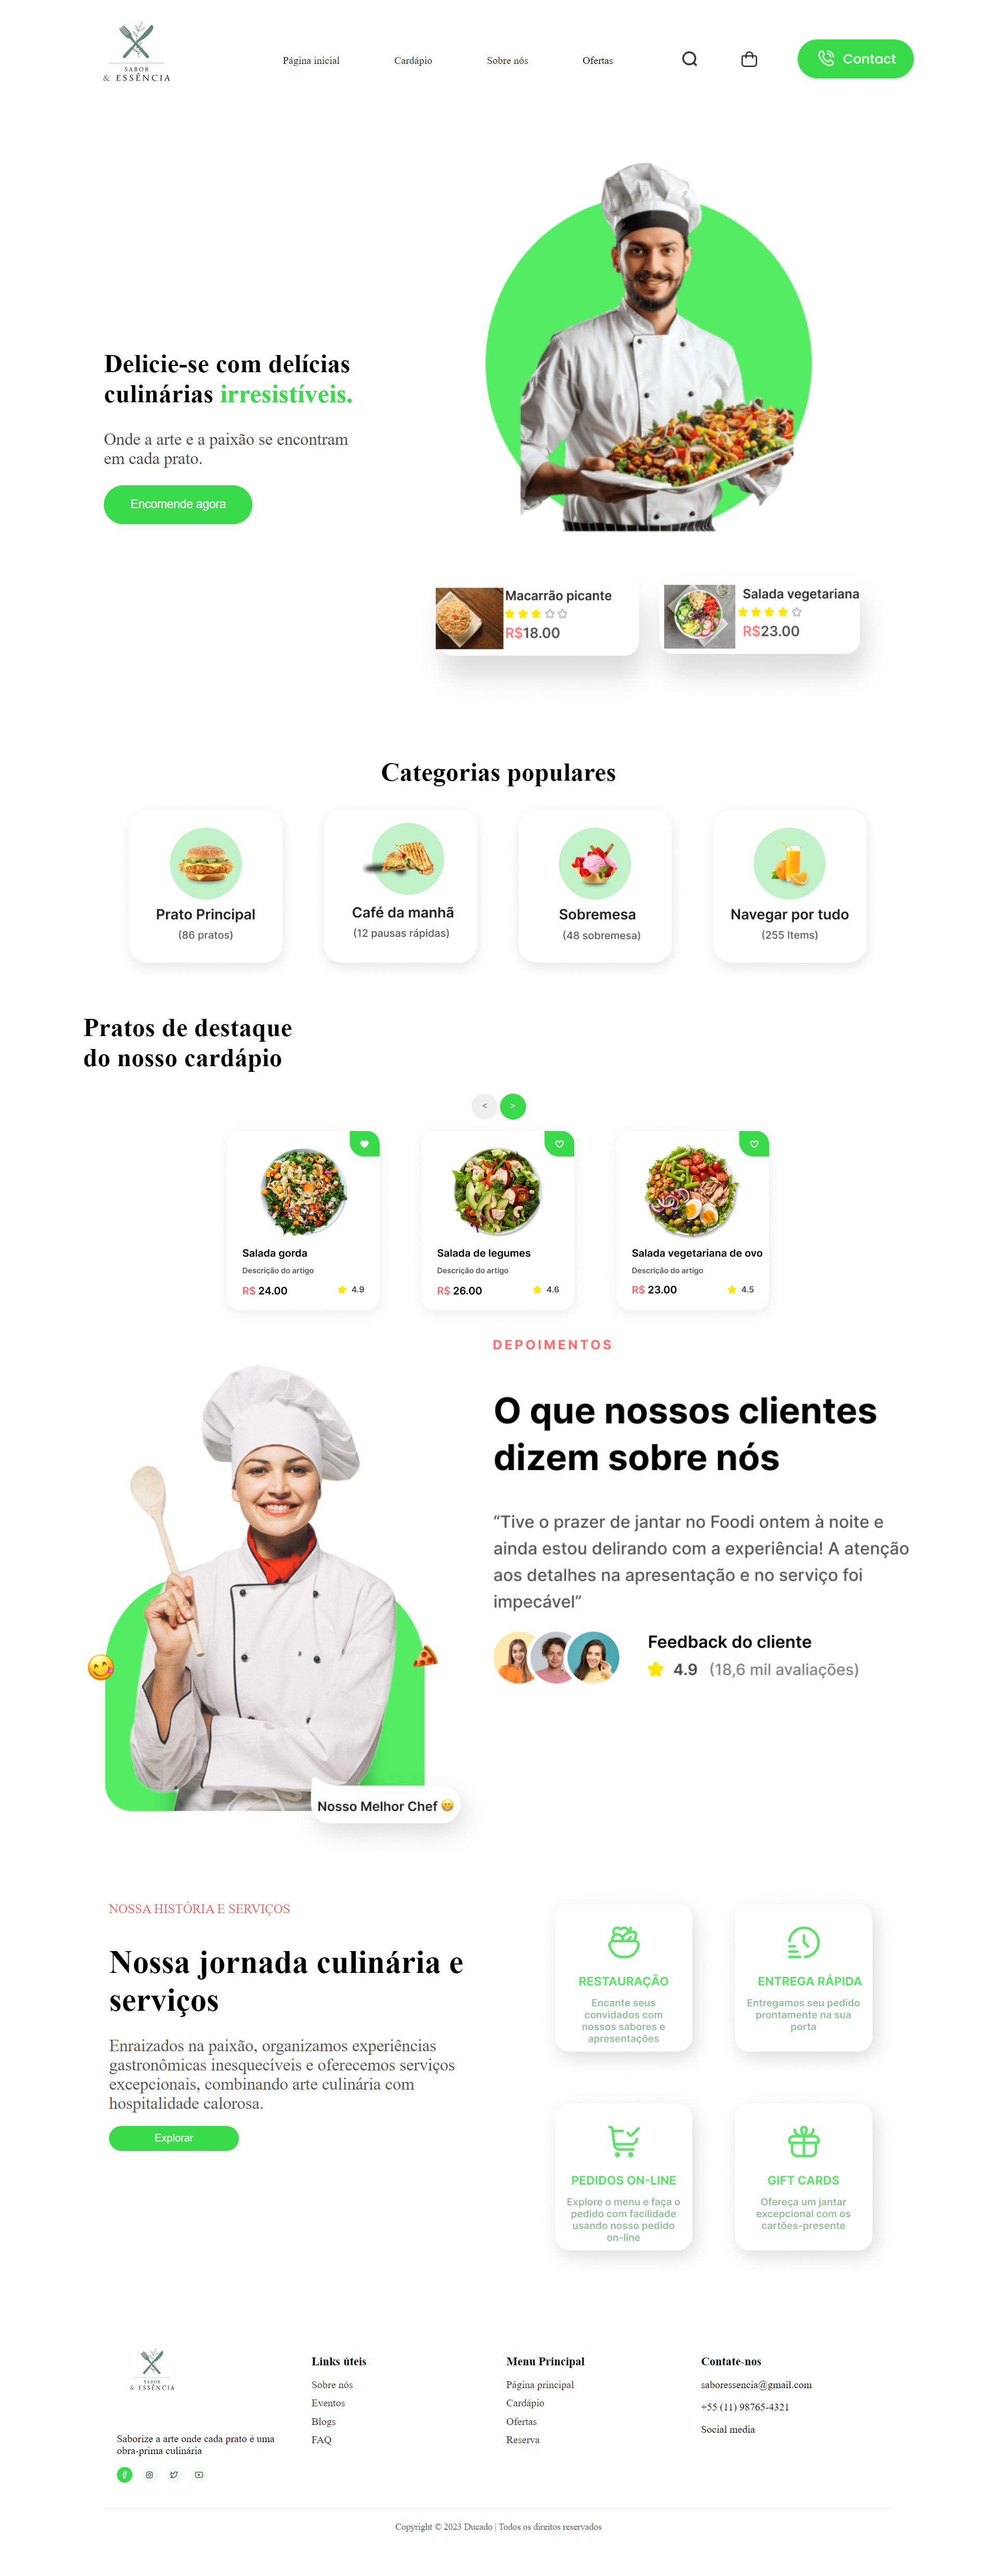 SABOR
& ESSÊNCIA
Página inicial
Cardápio
Sobre nós
Ofertas
Contact
Delicie-se com delícias
culinárias irresistíveis.
Onde a arte e a paixão se encontram
em cada prato.
Encomende agora
Macarrão picante
R$18.00
Salada vegetariana
R$23.00
Categorias populares
Prato Principal
(86 pratos)
Café da manhã
(12 pausas rápidas)
Sobremesa
(48 sobremesa)
Navegar por tudo
(255 Items)
Pratos de destaque
do nosso cardápio
<
>
Salada gorda
Descrição do artigo
R$ 24.00
4.9
Salada de legumes
Descrição do artigo
R$ 26.00
4.6
Salada vegetariana de ovo
Descrição do artigo
R$ 23.00
4.5
DEPOIMENTOS
O que nossos clientes
dizem sobre nós
“Tive o prazer de jantar no Foodi ontem à noite e
ainda estou delirando com a experiência! A atenção
aos detalhes na apresentação e no serviço foi
impecável”
Feedback do cliente
4.9 (18,6 mil avaliações)
Nosso Melhor Chef
NOSSA HISTÓRIA E SERVIÇOS
Nossa jornada culinária e
serviços
Enraizados na paixão, organizamos experiências
gastronômicas inesquecíveis e oferecemos serviços
excepcionais, combinando arte culinária com
hospitalidade calorosa.
Explorar
RESTAURAÇÃO
Encante seus
convidados com
nossos sabores e
apresentações
ENTREGA RÁPIDA
Entregamos seu pedido
prontamente na sua
porta
PEDIDOS ON-LINE
Explore o menu e faça o
pedido com facilidade
usando nosso pedido
on-line
GIFT CARDS
Ofereça um jantar
excepcional com os
cartões-presente
SABOR
& ESSÊNCIA
Saborize a arte onde cada prato é uma
obra-prima culinária
Links úteis
Sobre nós
Eventos
Blogs
FAQ
Menu Principal
Página principal
Cardápio
Ofertas
Reserva
Contate-nos
saboressencia@gmail.com
+55 (11) 98765-4321
Social media
Copyright © 2023 Ducado | Todos os direitos reservados